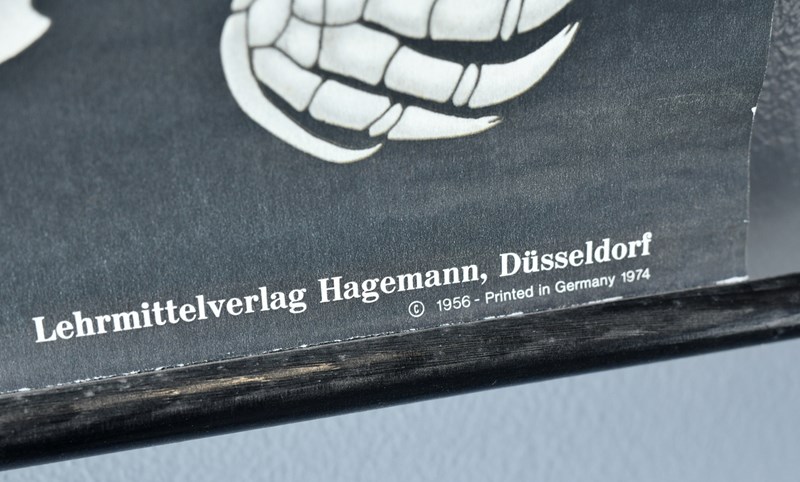 Lehrmittelverlag Hagemann, Düsseldorf
© 1956 - Printed in Germany 1974